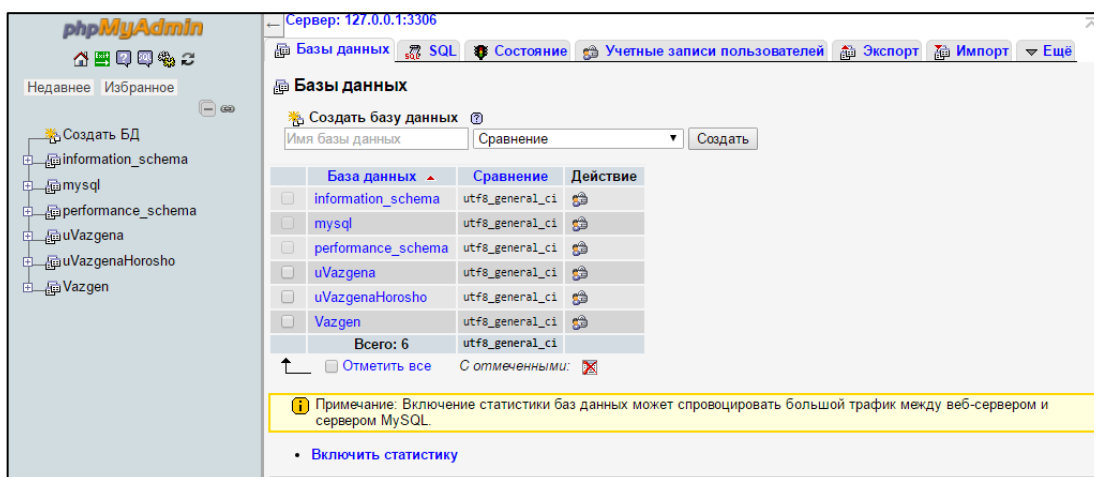 phpMyAdmin
Недавнее Избранное
Создать БД
information_schema
mysql
performance_schema
uVazgena
uVazgenaHorosho
Vazgen
Сервер: 127.0.0.1:3306
Базы данных SQL Состояние Учетные записи пользователей Экспорт Импорт Ещё
Базы данных
Создать базу данных
Имя базы данных Сравнение Создать
База данных Сравнение Действие
information_schema utf8_general_ci
mysql utf8_general_ci
performance_schema utf8_general_ci
uVazgena utf8_general_ci
uVazgenaHorosho utf8_general_ci
Vazgen utf8_general_ci
Всего: 6 utf8_general_ci
Отметить все С отмеченными:
Примечание: Включение статистики баз данных может спровоцировать большой трафик между веб-сервером и
сервером MySQL.
• Включить статистику